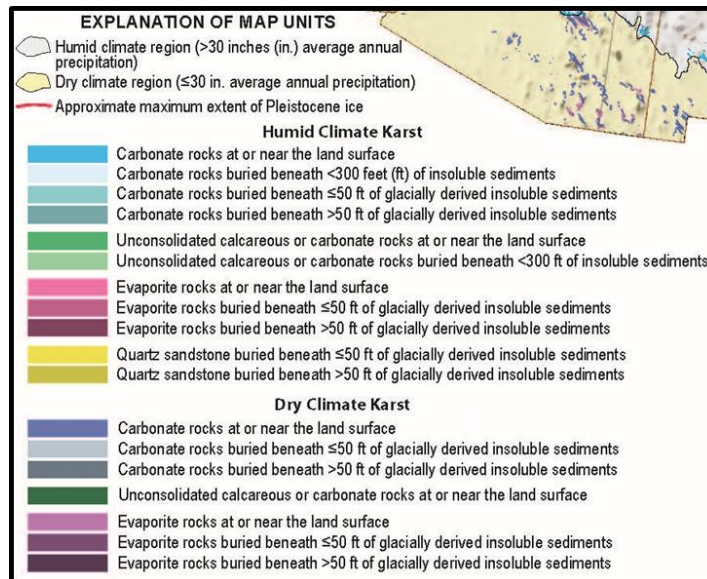 EXPLANATION OF MAP UNITS
Humid climate region (>30 inches (in.) average annual
precipitation)
Dry climate region (≤30 in. average annual precipitation)
Approximate maximum extent of Pleistocene ice
Humid Climate Karst
Carbonate rocks at or near the land surface
Carbonate rocks buried beneath <300 feet (ft) of insoluble sediments
Carbonate rocks buried beneath ≤50 ft of glacially derived insoluble sediments
Carbonate rocks buried beneath >50 ft of glacially derived insoluble sediments
Unconsolidated calcareous or carbonate rocks at or near the land surface
Unconsolidated calcareous or carbonate rocks buried beneath <300 ft of insoluble sediments
Evaporite rocks at or near the land surface
Evaporite rocks buried beneath ≤50 ft of glacially derived insoluble sediments
Evaporite rocks buried beneath >50 ft of glacially derived insoluble sediments
Quartz sandstone buried beneath ≤50 ft of glacially derived insoluble sediments
Quartz sandstone buried beneath >50 ft of glacially derived insoluble sediments
Dry Climate Karst
Carbonate rocks at or near the land surface
Carbonate rocks buried beneath ≤50 ft of glacially derived insoluble sediments
Carbonate rocks buried beneath >50 ft of glacially derived insoluble sediments
Unconsolidated calcareous or carbonate rocks at or near the land surface
Evaporite rocks at or near the land surface
Evaporite rocks buried beneath ≤50 ft of glacially derived insoluble sediments
Evaporite rocks buried beneath >50 ft of glacially derived insoluble sediments